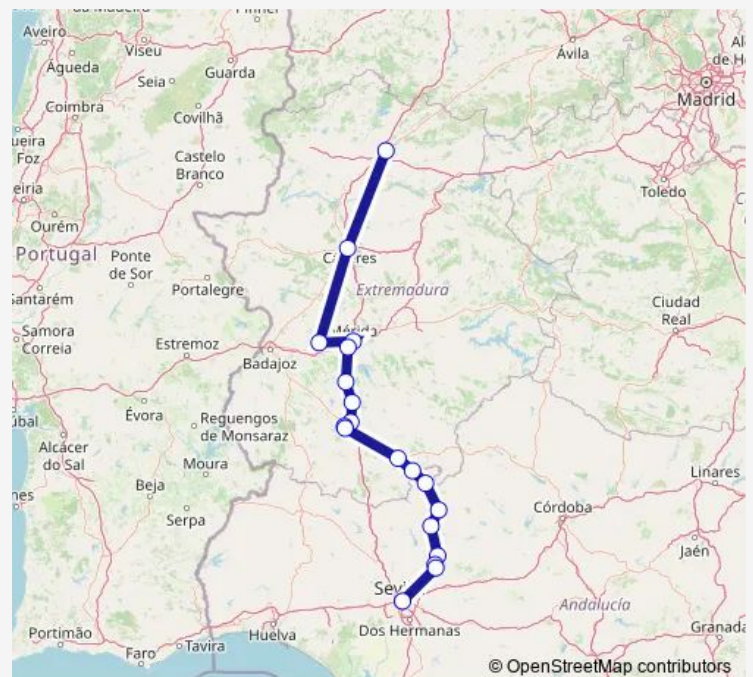 Aveiro
Viseu
Águeda
Seia
Guarda
Ávila
Madrid
Coimbra
Covilhã
Foz
Castelo
Branco
Toledo
Ourém
Portugal
Ponte
de Sor
Portalegre
Extremadura
Santarém
Ciudad
Real
Samora
Correia
Estremoz
Mérida
Badajoz
Évora
Reguengos
de Monsaraz
Alcácer
do Sal
Moura
Linares
Beja
Serpa
Córdoba
Jaén
Andalucía
Huelva
Dos Hermanas
Granada
Portimão
Faro
Tavira
© OpenStreetMap contributors